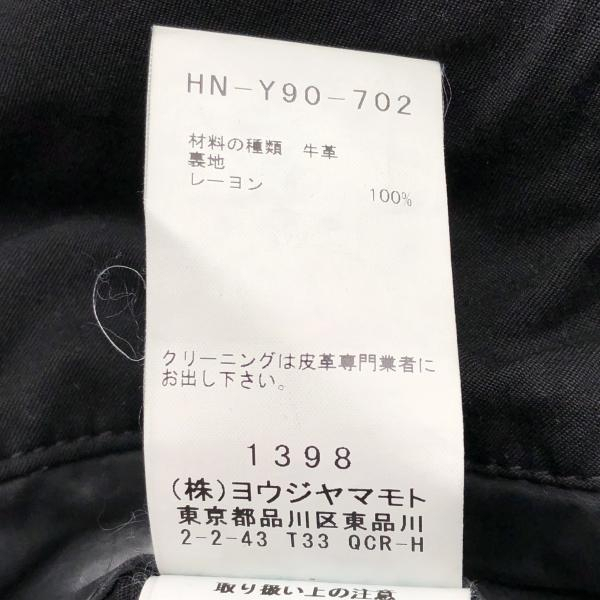 HN-Y90-702
材料の種類 牛革
裏地
レーヨン 100%
クリーニングは皮革専門業者に
お出し下さい。
1398
(株)ヨウジヤマモト
東京都品川区東品川
2-2-43 T33 QCR-H
取り扱い上の注意